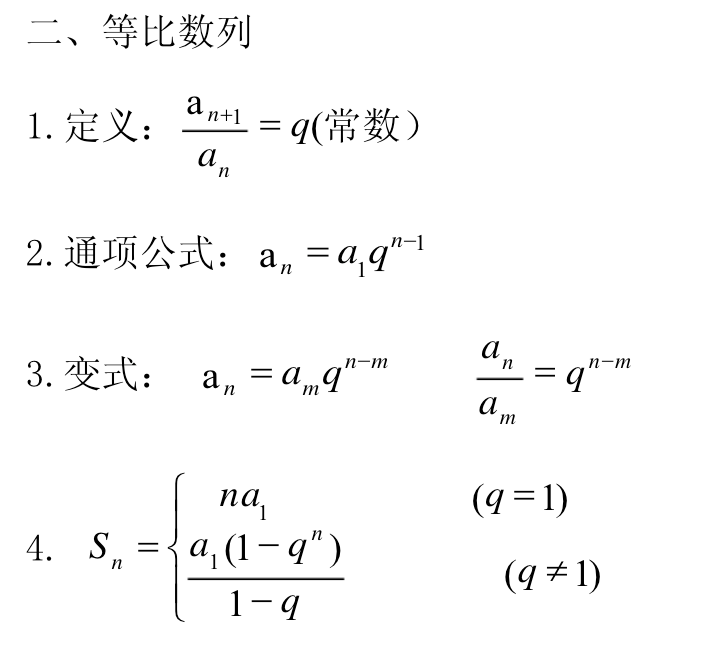 二、等比数列
1.定义：\frac{a_{n+1}}{a_n}=q(常数）
2.通项公式：a_n=a_1q^{n-1}
3.变式： a_n=a_mq^{n-m} \frac{a_n}{a_m}=q^{n-m}
4. S_n=\begin{cases} na_1 & (q=1) \\ \frac{a_1(1-q^n)}{1-q} & (q≠1) \end{cases}